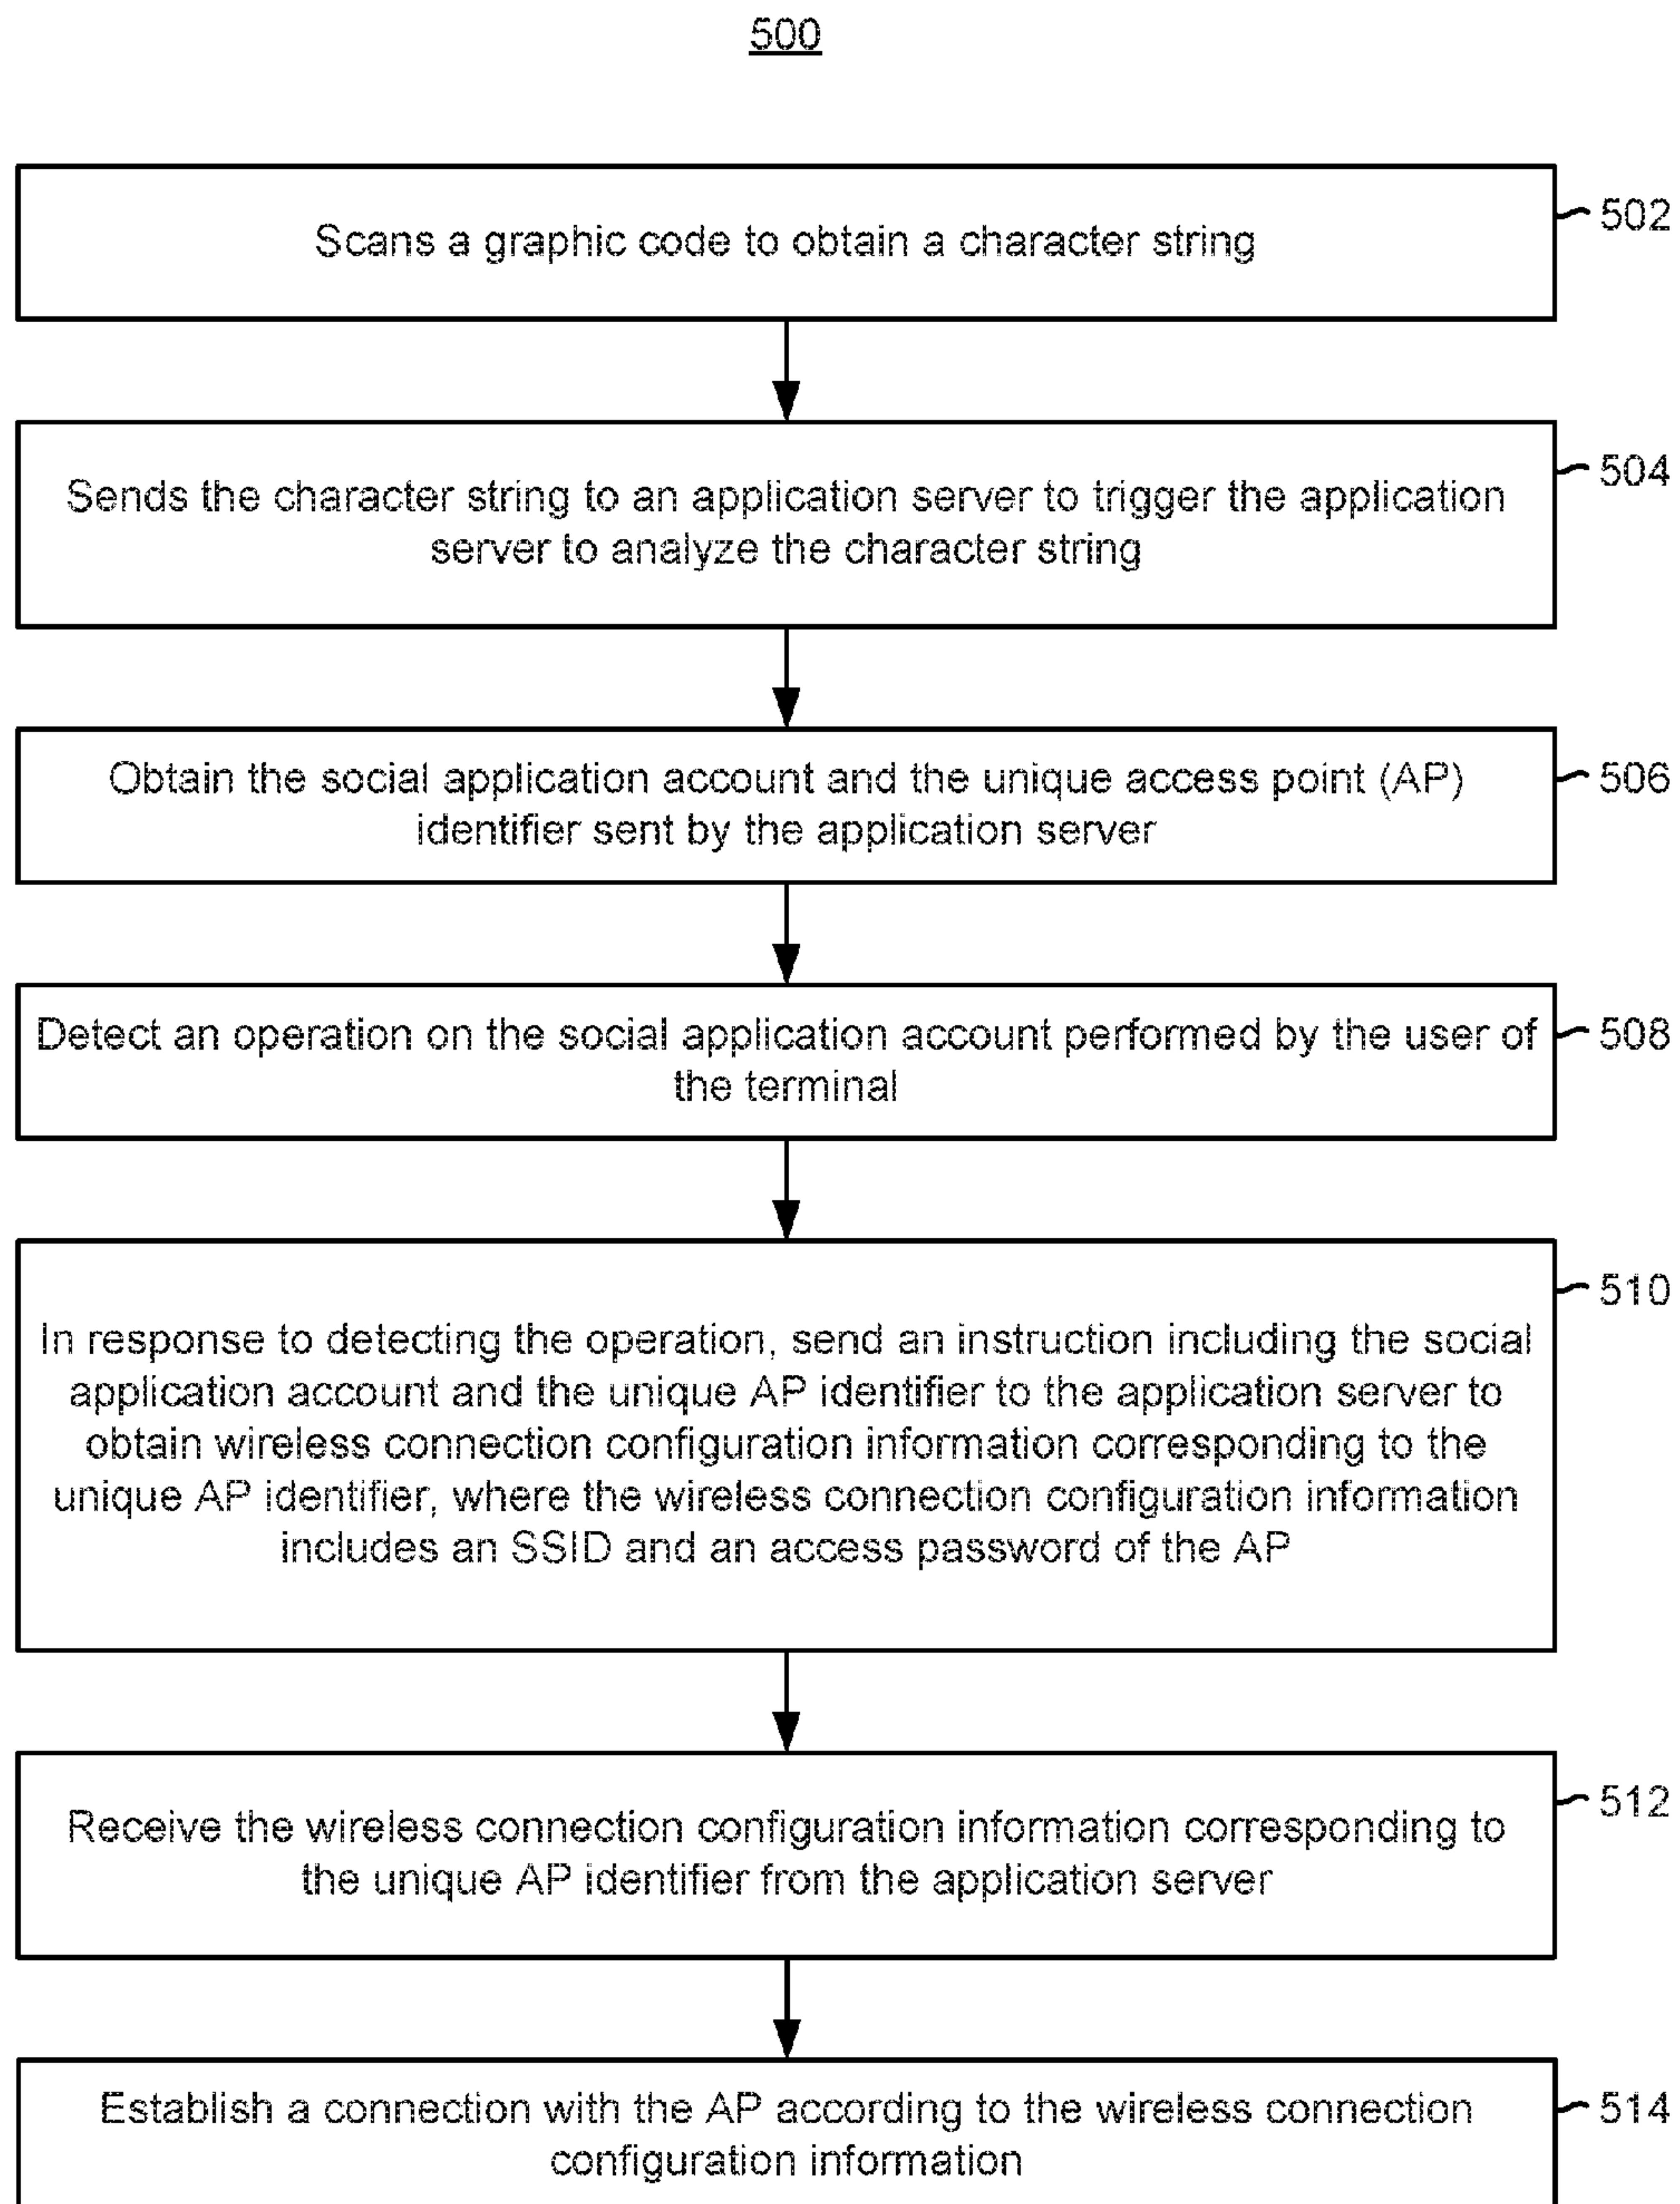 500
Scans a graphic code to obtain a character string
502
Sends the character string to an application server to trigger the application
server to analyze the character string
504
Obtain the social application account and the unique access point (AP)
identifier sent by the application server
506
Detect an operation on the social application account performed by the user of
the terminal
508
In response to detecting the operation, send an instruction including the social
application account and the unique AP identifier to the application server to
obtain wireless connection configuration information corresponding to the
unique AP identifier, where the wireless connection configuration information
includes an SSID and an access password of the AP
510
Receive the wireless connection configuration information corresponding to
the unique AP identifier from the application server
512
Establish a connection with the AP according to the wireless connection
configuration information
514